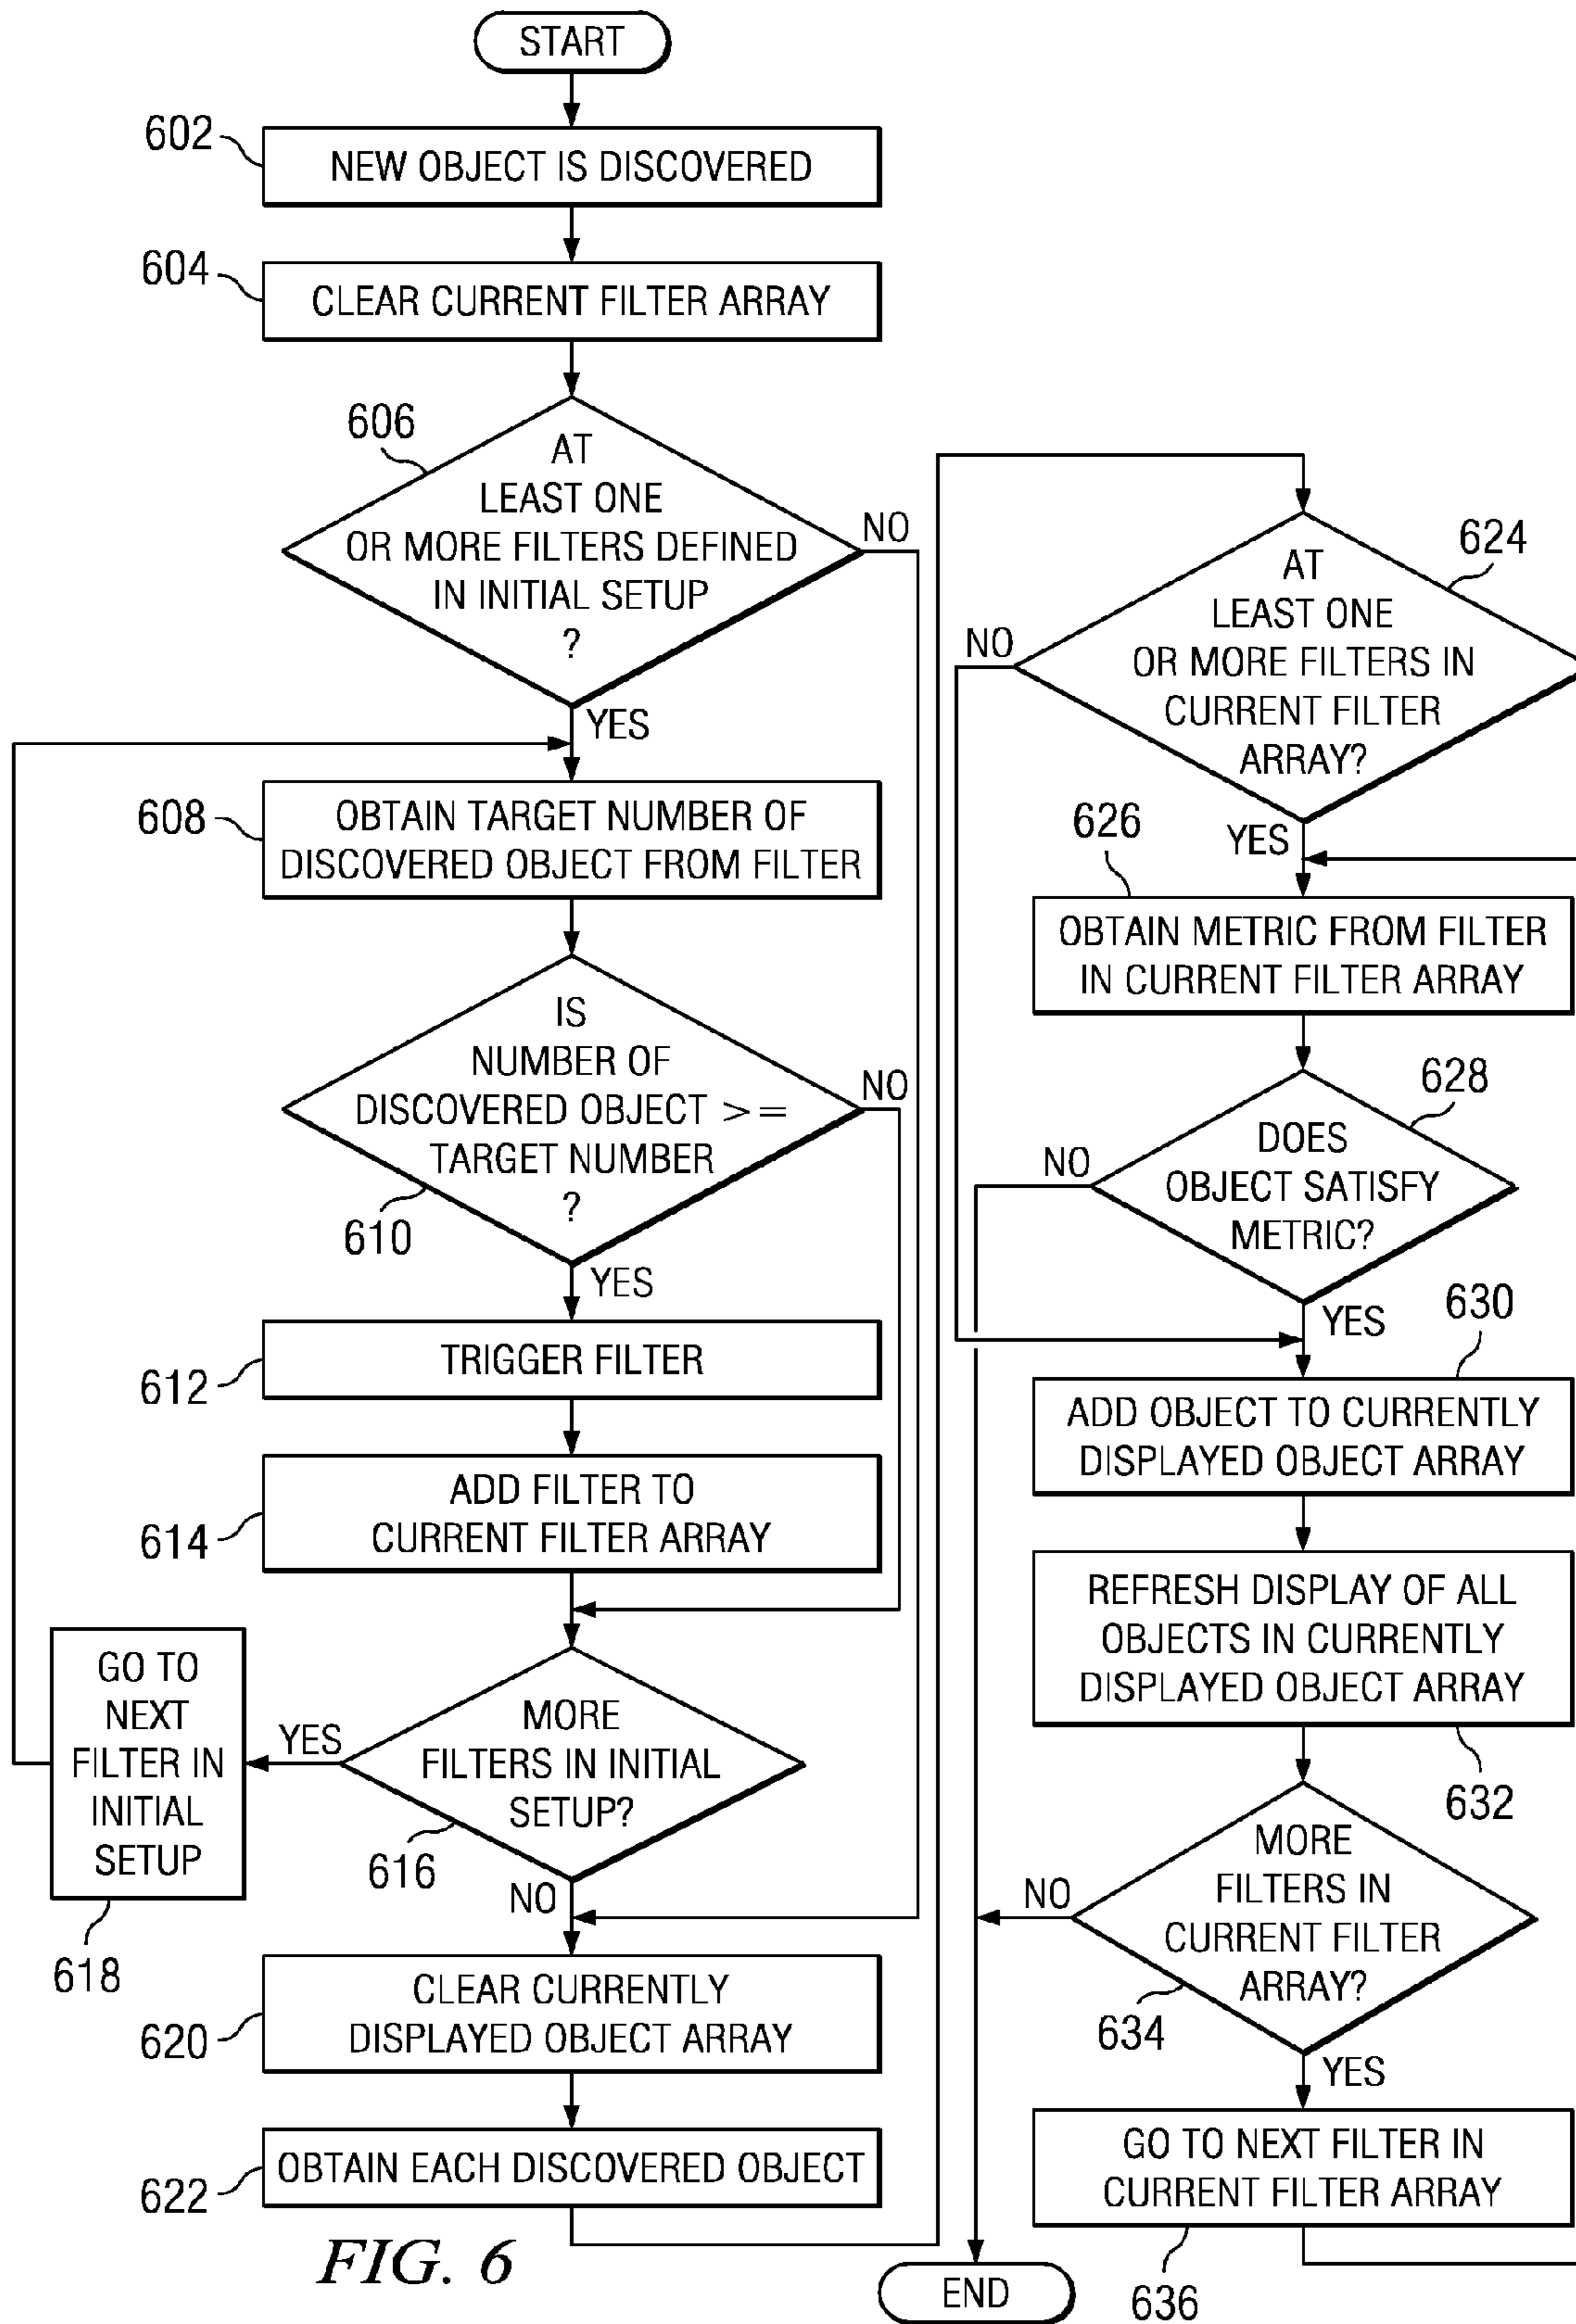 START
602
NEW OBJECT IS DISCOVERED
604
CLEAR CURRENT FILTER ARRAY
606
AT
LEAST ONE
OR MORE FILTERS DEFINED
IN INITIAL SETUP
?
NO
YES
608
OBTAIN TARGET NUMBER OF
DISCOVERED OBJECT FROM FILTER
IS
NUMBER OF
DISCOVERED OBJECT >=
TARGET NUMBER
?
NO
610
YES
612
TRIGGER FILTER
614
ADD FILTER TO
CURRENT FILTER ARRAY
GO TO
NEXT
FILTER IN
INITIAL
SETUP
618
YES
MORE
FILTERS IN INITIAL
SETUP?
616
NO
620
CLEAR CURRENTLY
DISPLAYED OBJECT ARRAY
622
OBTAIN EACH DISCOVERED OBJECT
624
AT
LEAST ONE
OR MORE FILTERS IN
CURRENT FILTER
ARRAY?
NO
YES
626
OBTAIN METRIC FROM FILTER
IN CURRENT FILTER ARRAY
628
DOES
OBJECT SATISFY
METRIC?
NO
YES
630
ADD OBJECT TO CURRENTLY
DISPLAYED OBJECT ARRAY
REFRESH DISPLAY OF ALL
OBJECTS IN CURRENTLY
DISPLAYED OBJECT ARRAY
632
MORE
FILTERS IN
CURRENT FILTER
ARRAY?
NO
634
YES
GO TO NEXT FILTER IN
CURRENT FILTER ARRAY
636
END
FIG. 6